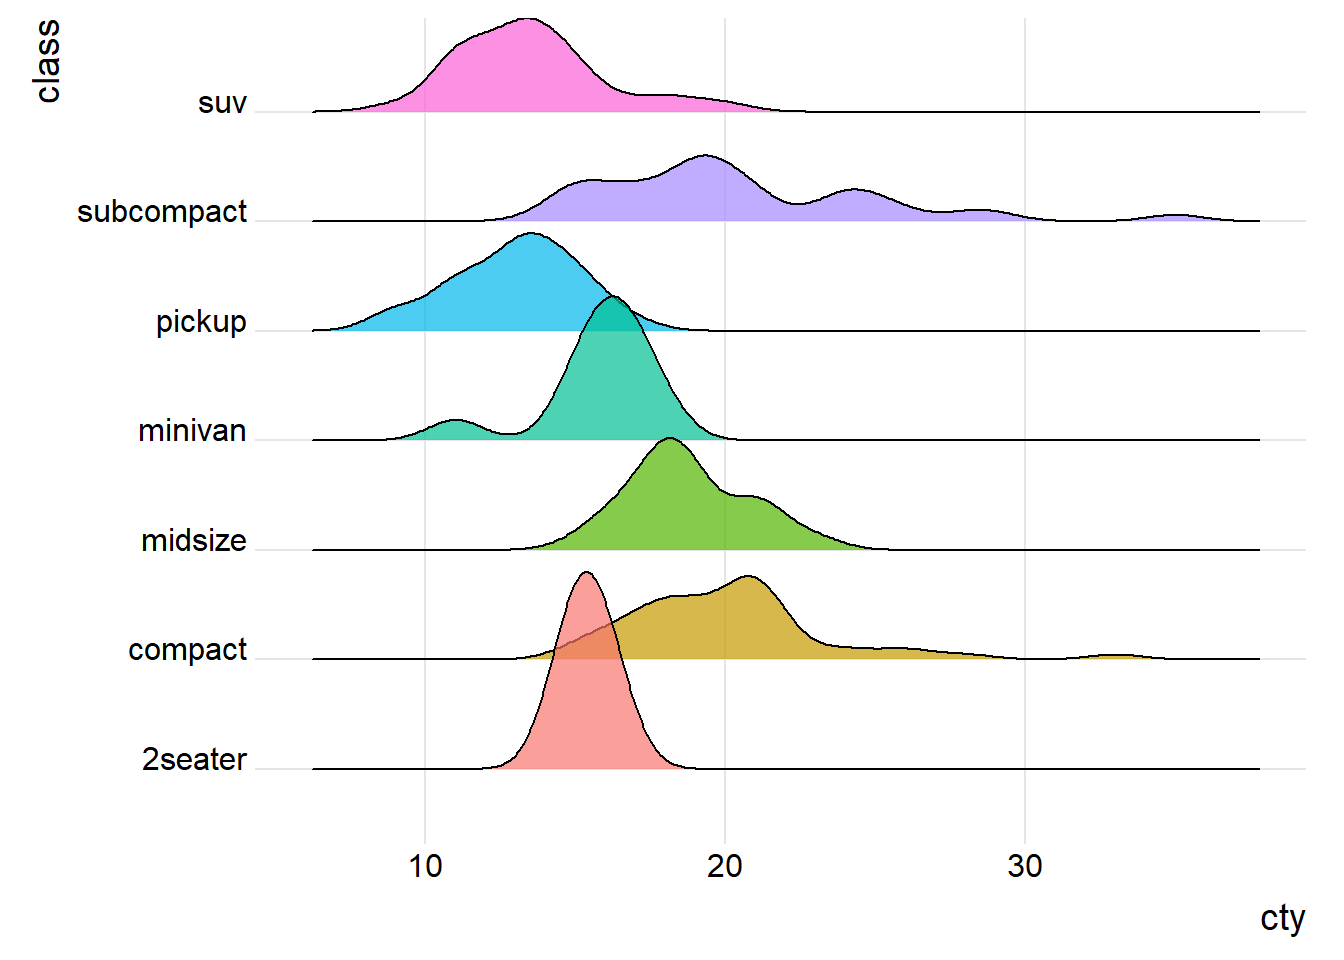 class
suv
subcompact
pickup
minivan
midsize
compact
2seater
10 20 30
cty